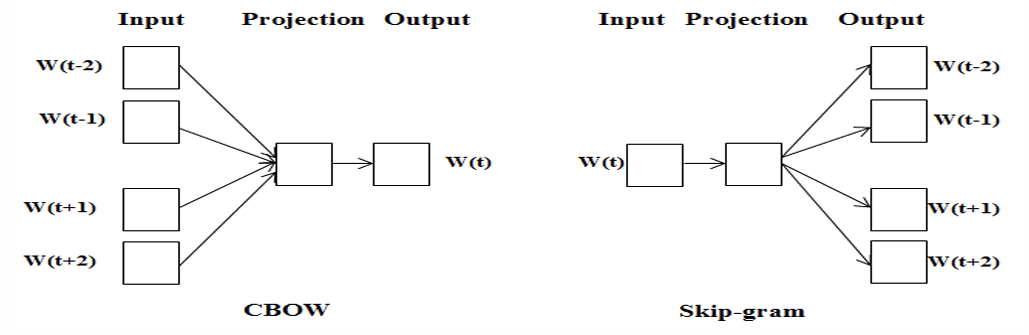 Input Projection Output
W(t-2)
W(t-1)
W(t)
W(t+1)
W(t+2)
CBOW
Input Projection Output
W(t-2)
W(t-1)
W(t)
W(t+1)
W(t+2)
Skip-gram